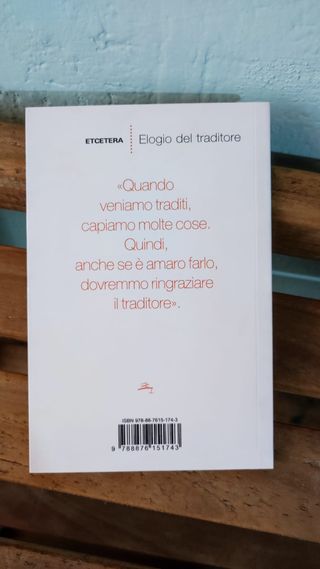 ETCETERA Elogio del traditore
«Quando
veniamo traditi,
capiamo molte cose.
Quindi,
anche se è amaro farlo,
dovremmo ringraziare
il traditore».
ISBN 978-88-7615-174-3
9 788876 151743